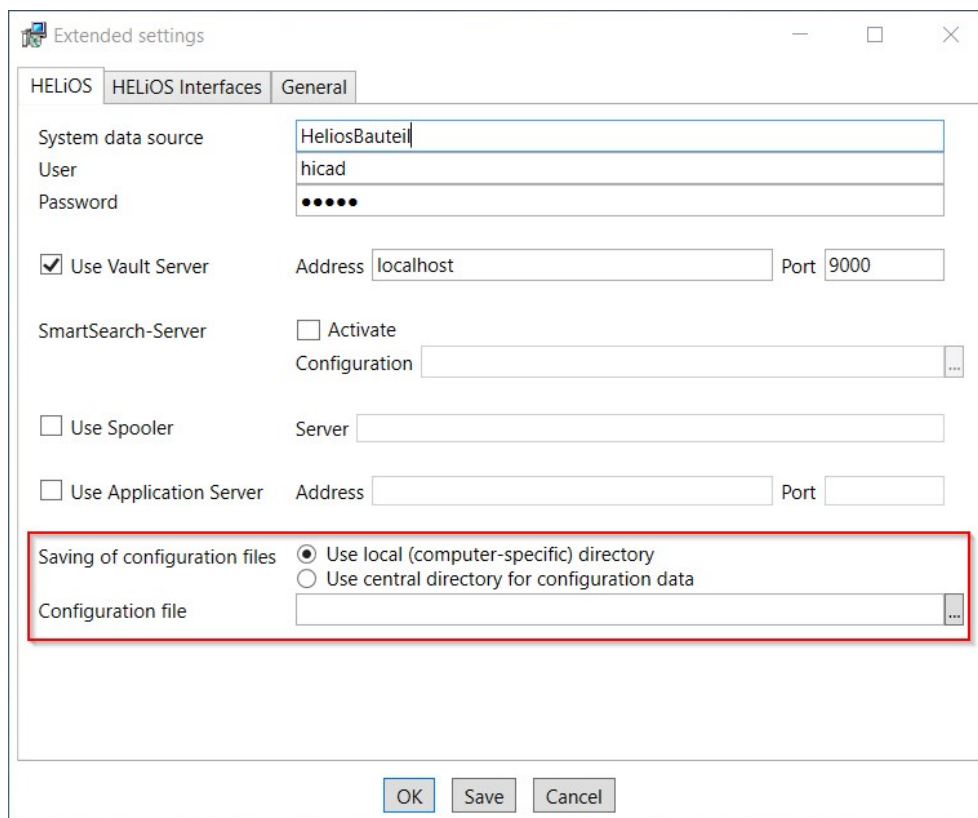 Extended settings
HELiOS HELiOS Interfaces General
System data source HeliosBauteil
User hicad
Password •••••
Use Vault Server Address localhost Port 9000
SmartSearch-Server Activate
Configuration ...
Use Spooler Server
Use Application Server Address Port
Saving of configuration files Use local (computer-specific) directory
Use central directory for configuration data
Configuration file ...
OK Save Cancel